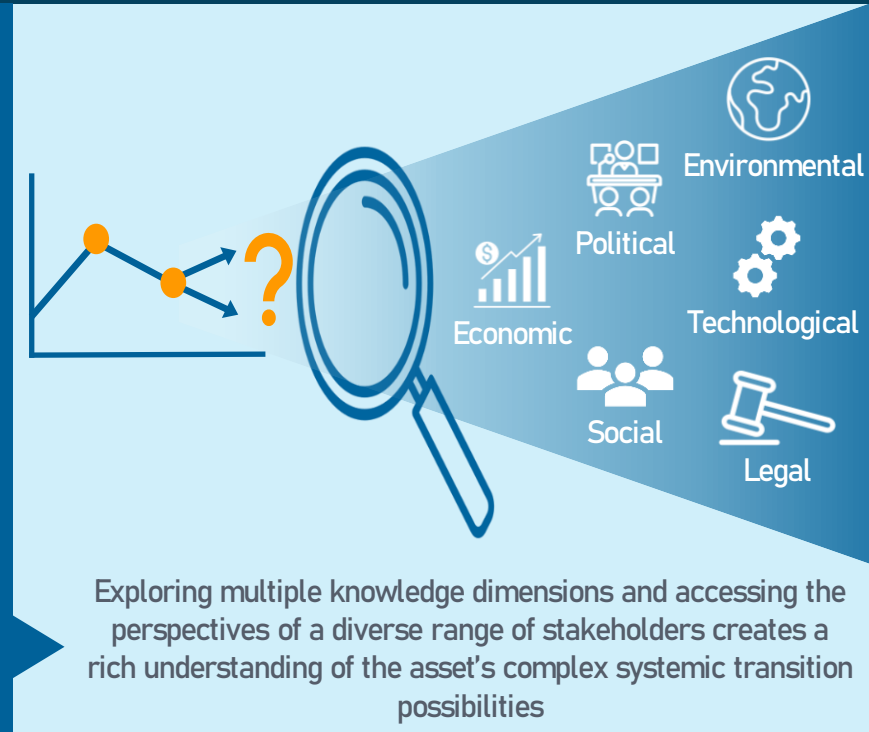 Environmental
Political
Technological
Economic
Social
Legal
?
$
Exploring multiple knowledge dimensions and accessing the
perspectives of a diverse range of stakeholders creates a
rich understanding of the asset's complex systemic transition
possibilities